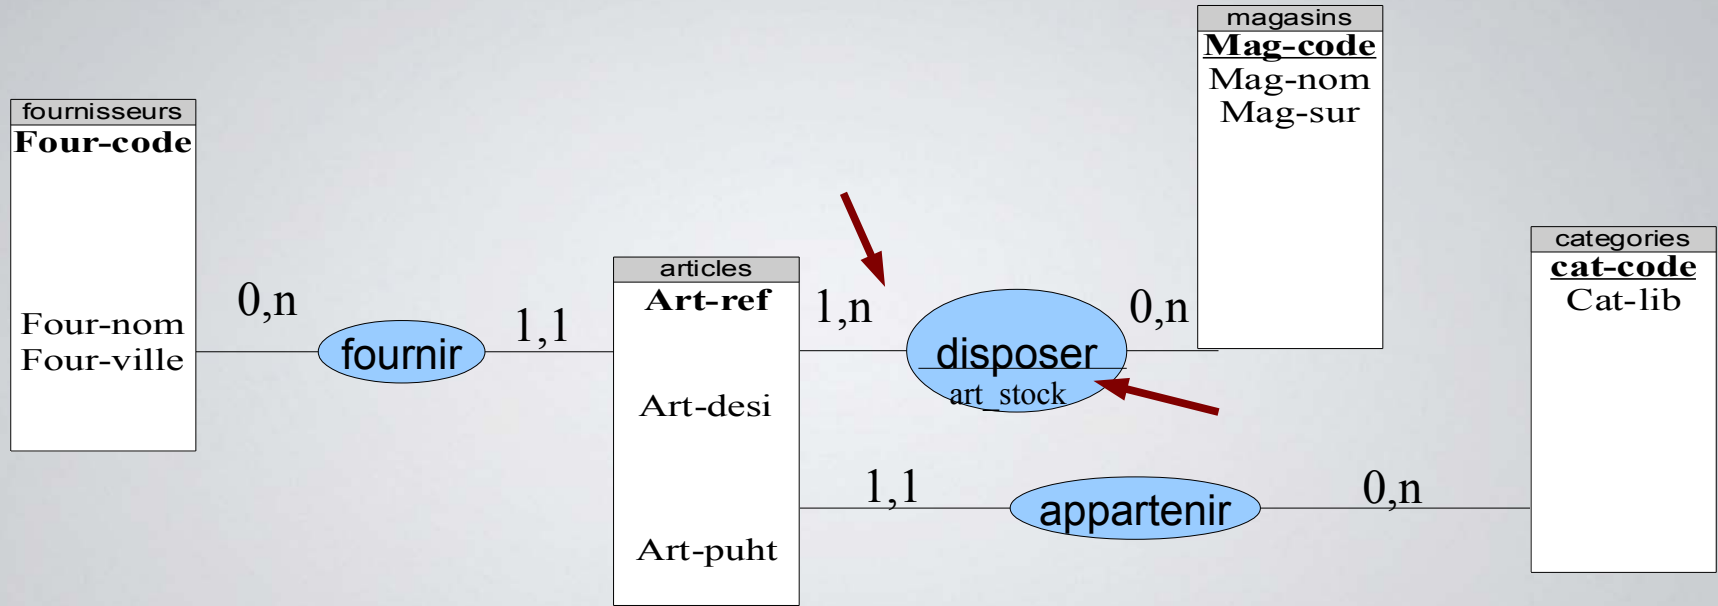 fournisseurs
Four-code
Four-nom
Four-ville
0,n
fournir
1,1
articles
Art-ref
Art-desi
Art-puht
1,n
disposer
art_stock
0,n
magasins
Mag-code
Mag-nom
Mag-sur
1,1
appartenir
0,n
categories
cat-code
Cat-lib